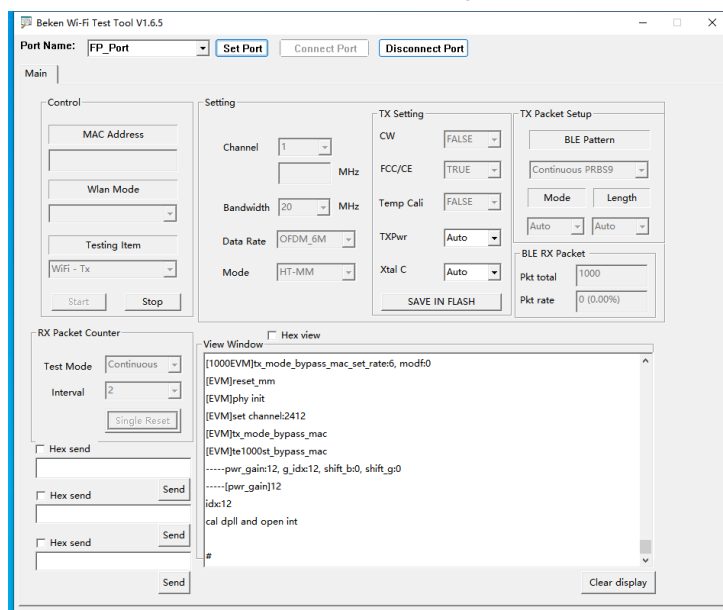 Beken Wi-Fi Test Tool V1.6.5
Port Name: FP_Port Set Port Connect Port Disconnect Port
Main
Control
MAC Address
Wlan Mode
Testing Item
WiFi - Tx
Start Stop
Setting
Channel 1
MHz
Bandwidth 20 MHz
Data Rate OFDM_6M
Mode HT-MM
TX Setting
CW FALSE
FCC/CE TRUE
Temp Cali FALSE
TXPwr Auto
Xtal C Auto
SAVE IN FLASH
TX Packet Setup
BLE Pattern
Continuous PRBS9
Mode Length
Auto Auto
BLE RX Packet
Pkt total 1000
Pkt rate 0 (0.00%)
RX Packet Counter
Test Mode Continuous
Interval 2
Single Reset
Hex send
Send
Hex send
Send
Hex send
Send
Hex view
View Window
[1000EVM]tx_mode_bypass_mac_set_rate:6, modf:0
[EVM]reset_mm
[EVM]phy init
[EVM]set channel:2412
[EVM]tx_mode_bypass_mac
[EVM]te1000st_bypass_mac
-----pwr_gain:12, g_idx:12, shift_b:0, shift_g:0
-----[pwr_gain]12
idx:12
cal dpll and open int
#
Clear display